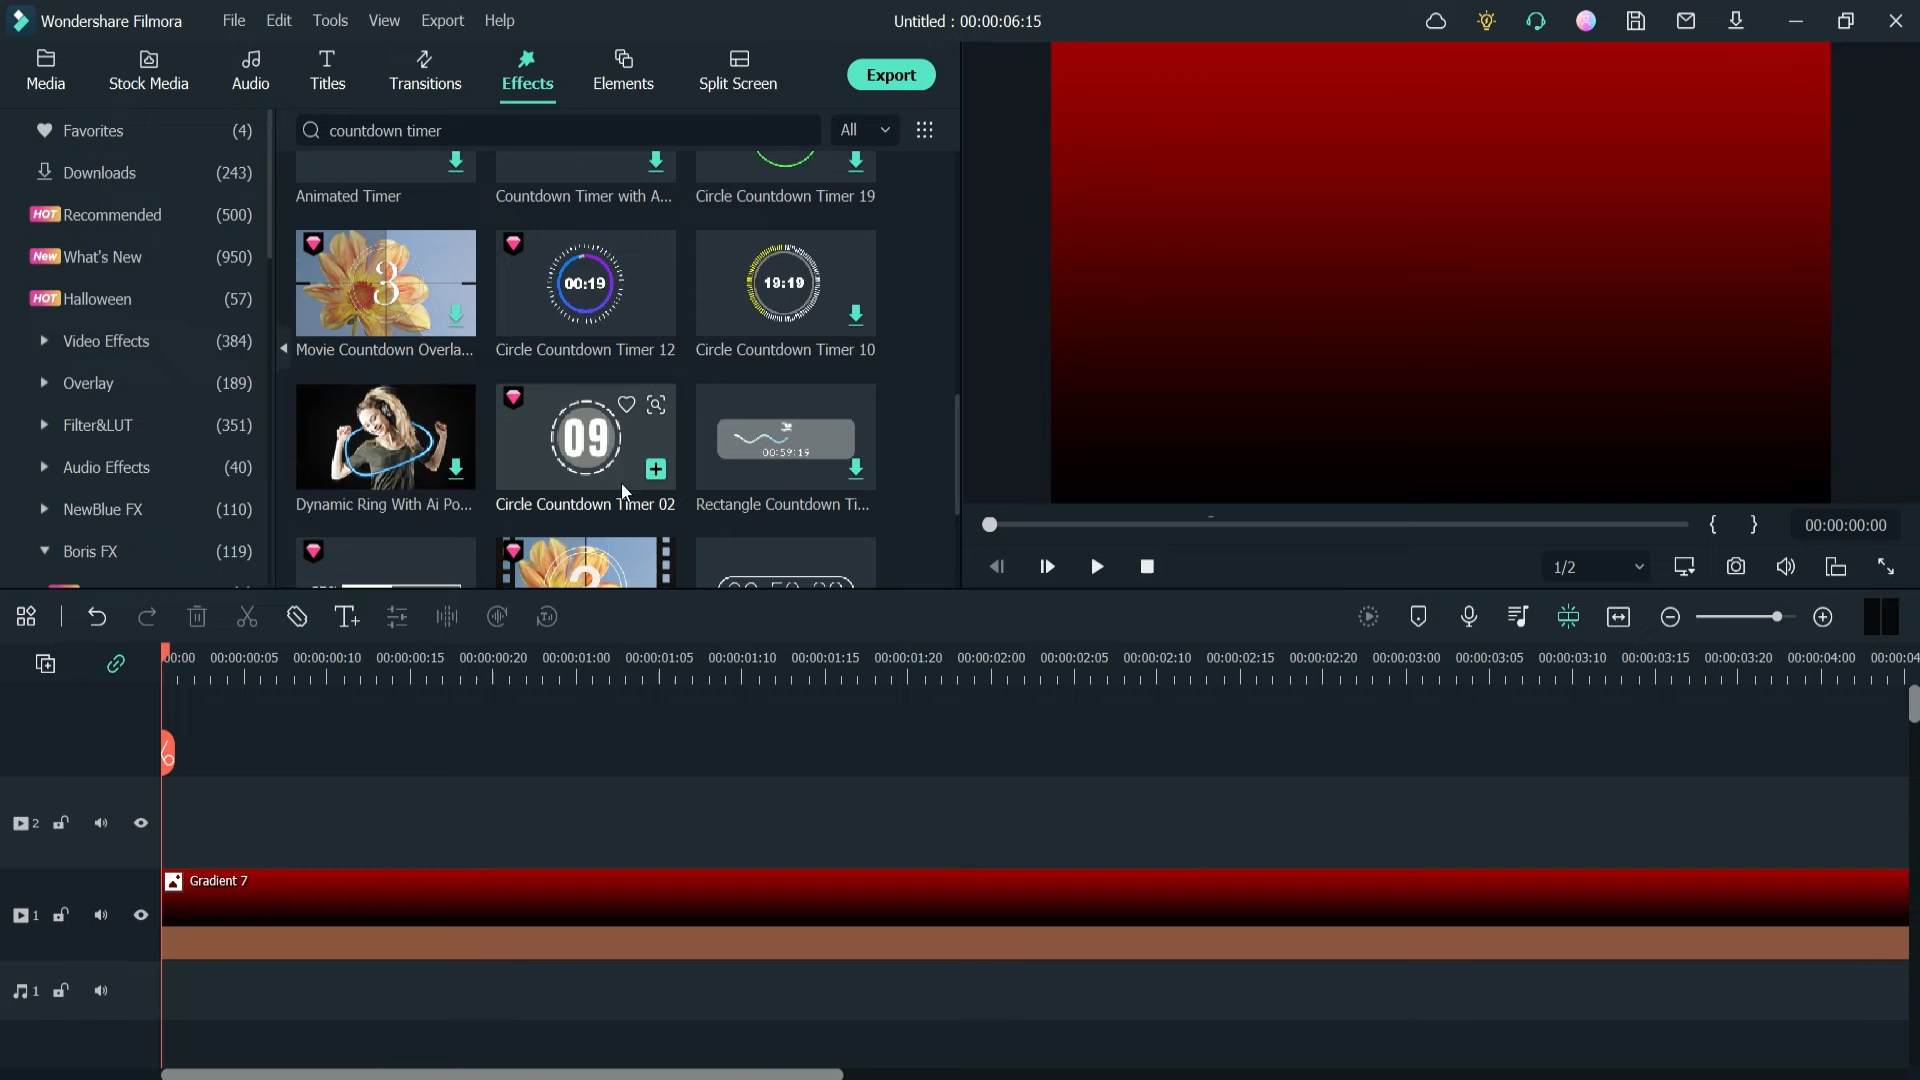 Wondershare Filmora File Edit Tools View Export Help Untitled : 00:00:06:15
Media Stock Media Audio Titles Transitions Effects Elements Split Screen Export
countdown timer All
Favorites (4)
Downloads (243)
HOT Recommended (500)
New What's New (950)
HOT Halloween (57)
Video Effects (384)
Overlay (189)
Filter&LUT (351)
Audio Effects (40)
NewBlue FX (110)
Boris FX (119)
Animated Timer Countdown Timer with A... Circle Countdown Timer 19
3 00:19 19:19
Movie Countdown Overla... Circle Countdown Timer 12 Circle Countdown Timer 10
09 00:59:19
Dynamic Ring With Ai Po... Circle Countdown Timer 02 Rectangle Countdown Ti...
{ } 00:00:00:00
1/2
00:00 00:00:00:05 00:00:00:10 00:00:00:15 00:00:00:20 00:00:01:00 00:00:01:05 00:00:01:10 00:00:01:15 00:00:01:20 00:00:02:00 00:00:02:05 00:00:02:10 00:00:02:15 00:00:02:20 00:00:03:00 00:00:03:05 00:00:03:10 00:00:03:15 00:00:03:20 00:00:04:00 00:00:04
2
Gradient 7
1
1